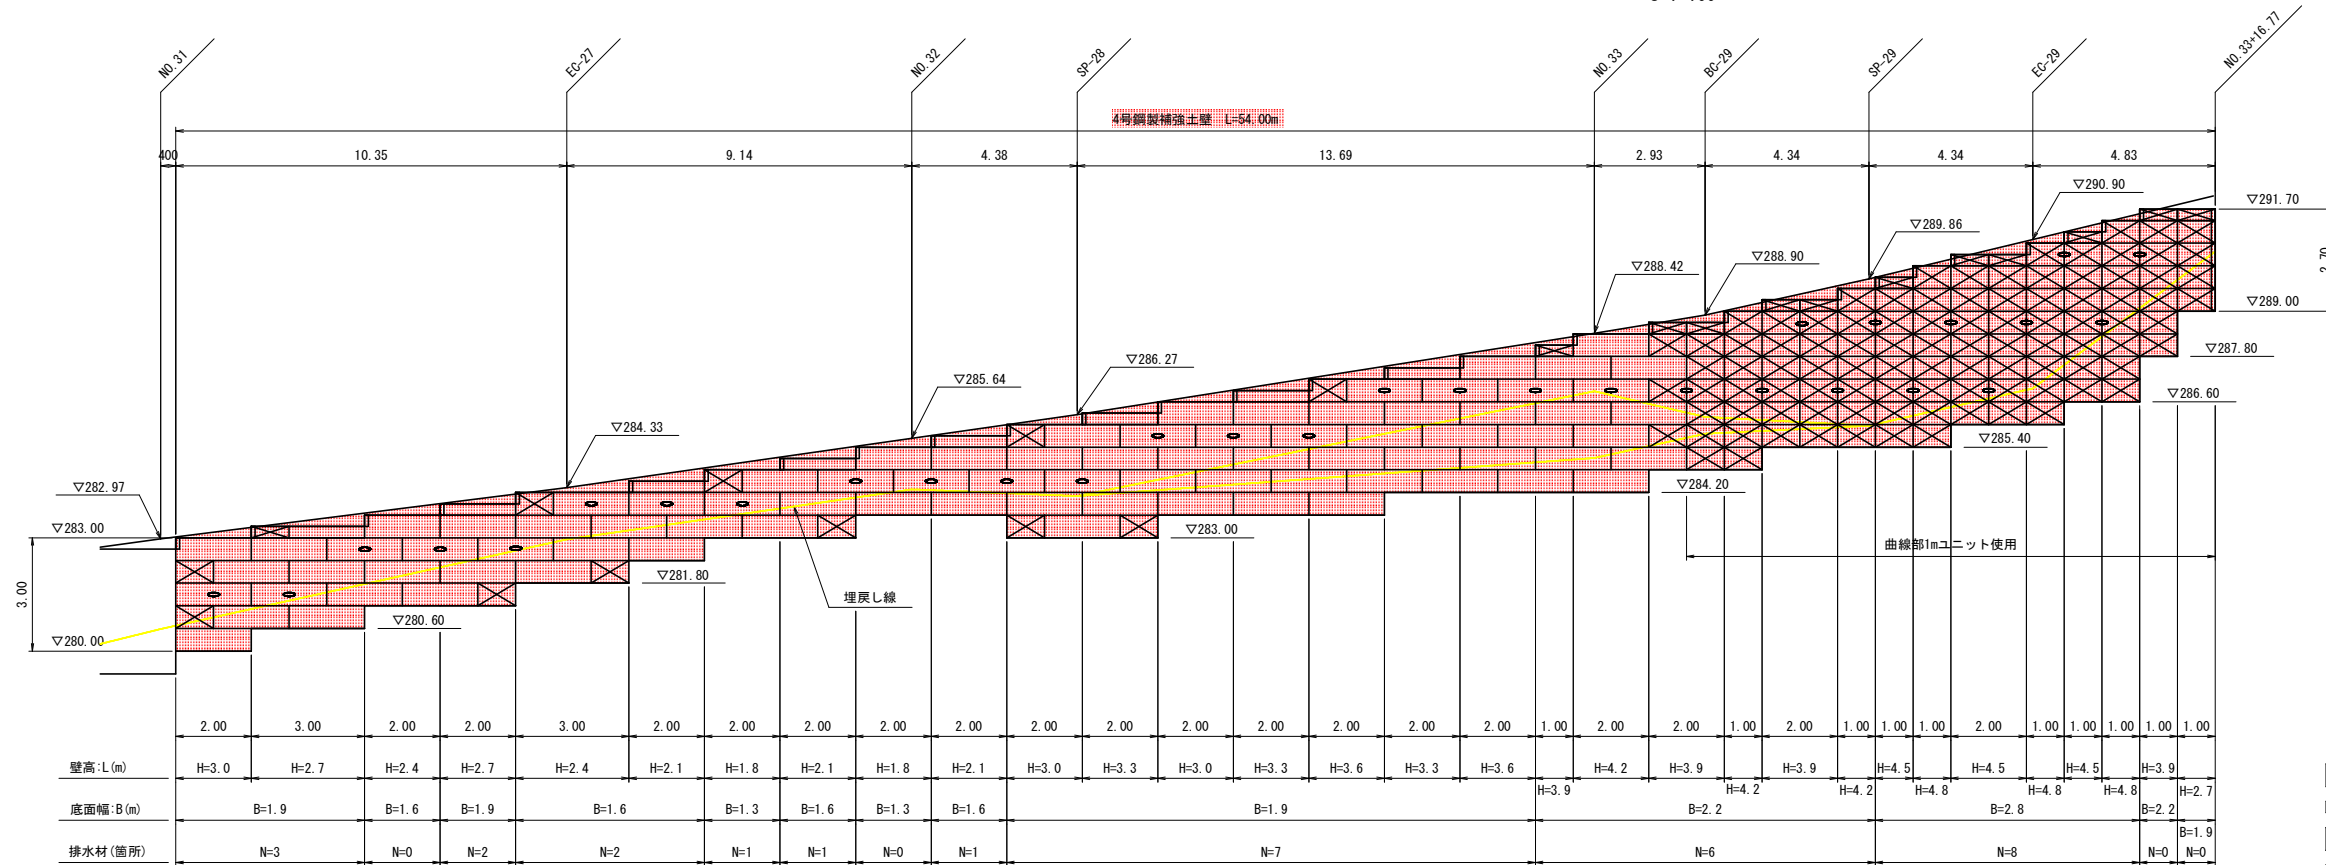 NO.31
EC-27
NO.32
SP-28
NO.33
BC-29
SP-29
EC-29
NO.33+16.77
4号鋼製補強土壁 L=54.00m
400 10.35 9.14 4.38 13.69 2.93 4.34 4.34 4.83
▽290.90
▽291.70
▽289.86
▽288.90
▽288.42
2.70
▽289.00
▽286.27
▽287.80
▽285.64
▽286.60
▽284.33
▽285.40
▽282.97
▽284.20
▽283.00
▽283.00
曲線部1mユニット使用
▽281.80
3.00
埋戻し線
▽280.60
▽280.00
2.00 3.00 2.00 2.00 3.00 2.00 2.00 2.00 2.00 2.00 2.00 2.00 2.00 2.00 2.00 2.00 2.00 1.00 2.00 2.00 1.00 2.00 1.00 1.00 1.00 2.00 1.00 1.00 1.00 1.00 1.00
壁高:L(m) H=3.0 H=2.7 H=2.4 H=2.7 H=2.4 H=2.1 H=1.8 H=2.1 H=1.8 H=2.1 H=3.0 H=3.3 H=3.0 H=3.3 H=3.6 H=3.3 H=3.6 H=4.2 H=3.9 H=3.9 H=4.5 H=4.5 H=4.5 H=3.9
H=3.9 H=4.2 H=4.2 H=4.8 H=4.8 H=4.8 H=2.7
底面幅:B(m) B=1.9 B=1.6 B=1.9 B=1.6 B=1.3 B=1.6 B=1.3 B=1.6 B=1.9 B=2.2 B=2.8 B=2.2
B=1.9
排水材(箇所) N=3 N=0 N=2 N=2 N=1 N=1 N=0 N=1 N=7 N=6 N=8 N=0 N=0